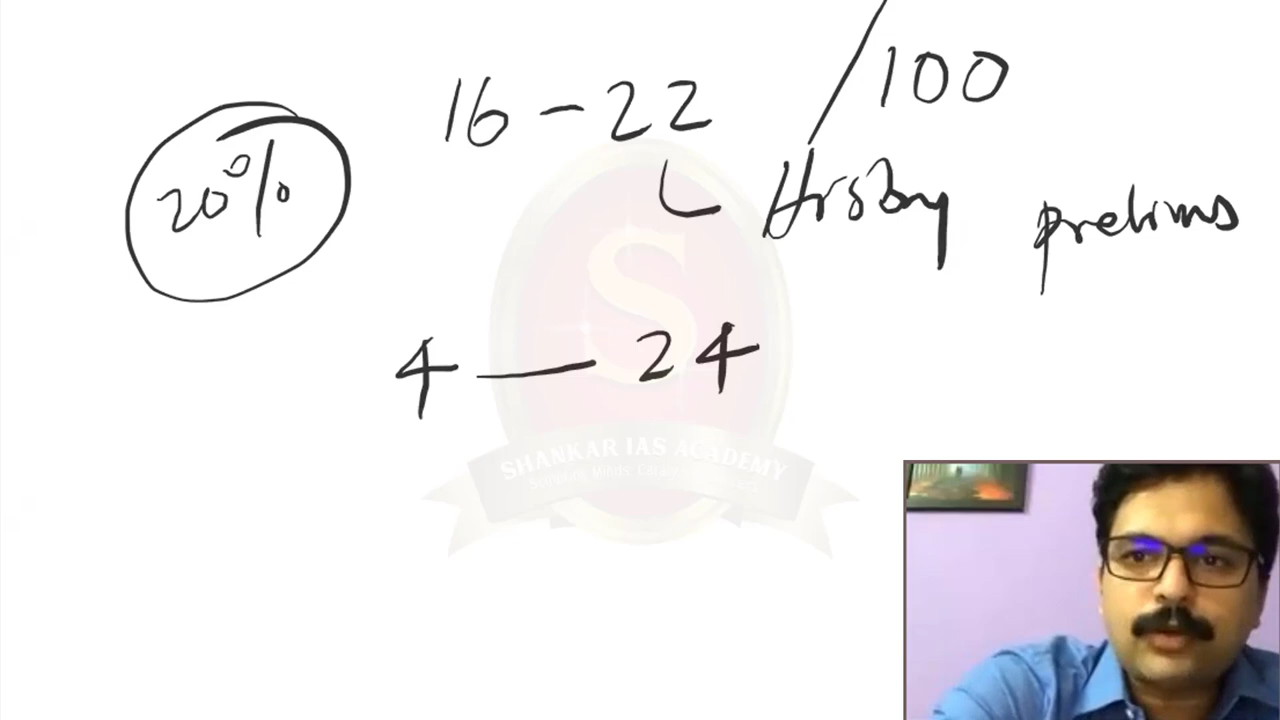 16 - 22 /100
20%
History prelims
4 — 24
S
SHANKAR IAS ACADEMY